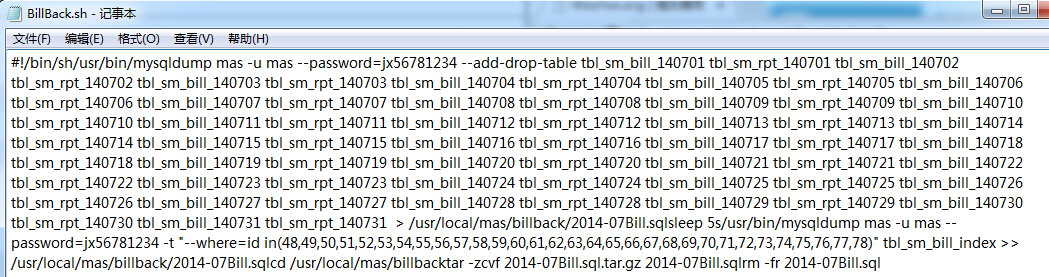 BillBack.sh - 记事本
文件(F) 编辑(E) 格式(O) 查看(V) 帮助(H)
#!/bin/sh/usr/bin/mysqldump mas -u mas --password=jx56781234 --add-drop-table tbl_sm_bill_140701 tbl_sm_rpt_140701 tbl_sm_bill_140702
tbl_sm_rpt_140702 tbl_sm_bill_140703 tbl_sm_rpt_140703 tbl_sm_bill_140704 tbl_sm_rpt_140704 tbl_sm_bill_140705 tbl_sm_rpt_140705 tbl_sm_bill_140706
tbl_sm_rpt_140706 tbl_sm_bill_140707 tbl_sm_rpt_140707 tbl_sm_bill_140708 tbl_sm_rpt_140708 tbl_sm_bill_140709 tbl_sm_rpt_140709 tbl_sm_bill_140710
tbl_sm_rpt_140710 tbl_sm_bill_140711 tbl_sm_rpt_140711 tbl_sm_bill_140712 tbl_sm_rpt_140712 tbl_sm_bill_140713 tbl_sm_rpt_140713 tbl_sm_bill_140714
tbl_sm_rpt_140714 tbl_sm_bill_140715 tbl_sm_rpt_140715 tbl_sm_bill_140716 tbl_sm_rpt_140716 tbl_sm_bill_140717 tbl_sm_rpt_140717 tbl_sm_bill_140718
tbl_sm_rpt_140718 tbl_sm_bill_140719 tbl_sm_rpt_140719 tbl_sm_bill_140720 tbl_sm_rpt_140720 tbl_sm_bill_140721 tbl_sm_rpt_140721 tbl_sm_bill_140722
tbl_sm_rpt_140722 tbl_sm_bill_140723 tbl_sm_rpt_140723 tbl_sm_bill_140724 tbl_sm_rpt_140724 tbl_sm_bill_140725 tbl_sm_rpt_140725 tbl_sm_bill_140726
tbl_sm_rpt_140726 tbl_sm_bill_140727 tbl_sm_rpt_140727 tbl_sm_bill_140728 tbl_sm_rpt_140728 tbl_sm_bill_140729 tbl_sm_rpt_140729 tbl_sm_bill_140730
tbl_sm_rpt_140730 tbl_sm_bill_140731 tbl_sm_rpt_140731  > /usr/local/mas/billback/2014-07Bill.sqlsleep 5s/usr/bin/mysqldump mas -u mas --
password=jx56781234 -t "--where=id in(48,49,50,51,52,53,54,55,56,57,58,59,60,61,62,63,64,65,66,67,68,69,70,71,72,73,74,75,76,77,78)" tbl_sm_bill_index >>
/usr/local/mas/billback/2014-07Bill.sqlcd /usr/local/mas/billbacktar -zcvf 2014-07Bill.sql.tar.gz 2014-07Bill.sqlrm -fr 2014-07Bill.sql